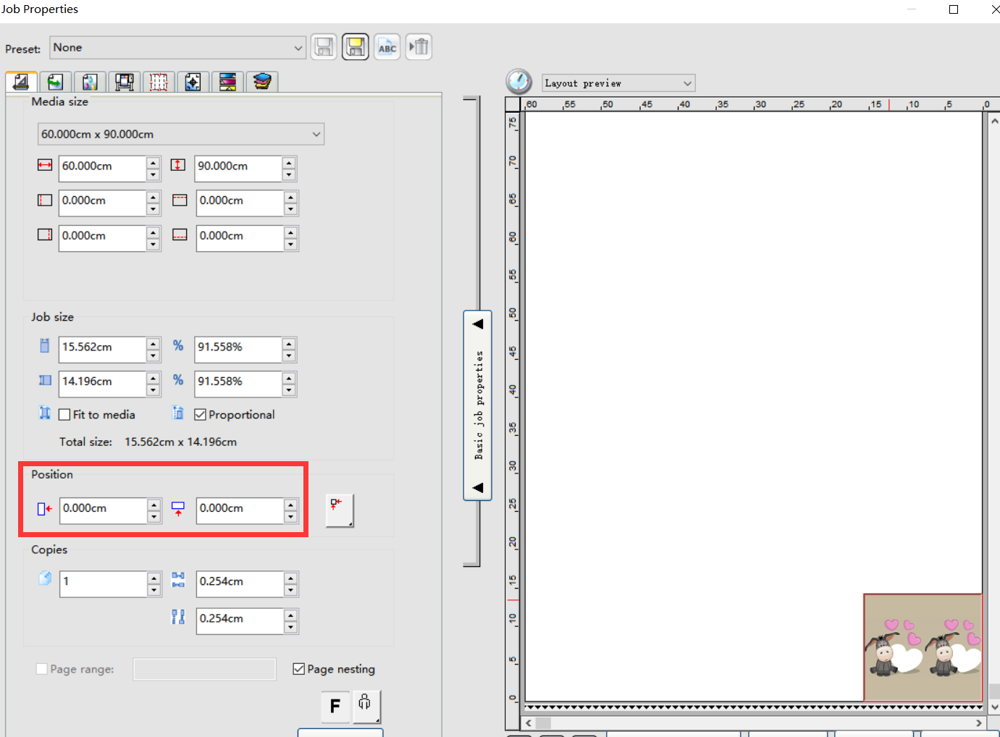 Job Properties
Preset: None
ABC
Layout preview
Media size
60.000cm x 90.000cm
60.000cm 90.000cm
0.000cm 0.000cm
0.000cm 0.000cm
Job size
15.562cm % 91.558%
14.196cm % 91.558%
Fit to media Proportional
Total size: 15.562cm x 14.196cm
Position
0.000cm 0.000cm
Copies
1 0.254cm
0.254cm
Page range: Page nesting
F
Basic job properties
60 55 50 45 40 35 30 25 20 15 10 5 0
75
70
65
60
55
50
45
40
35
30
25
20
15
10
5
0